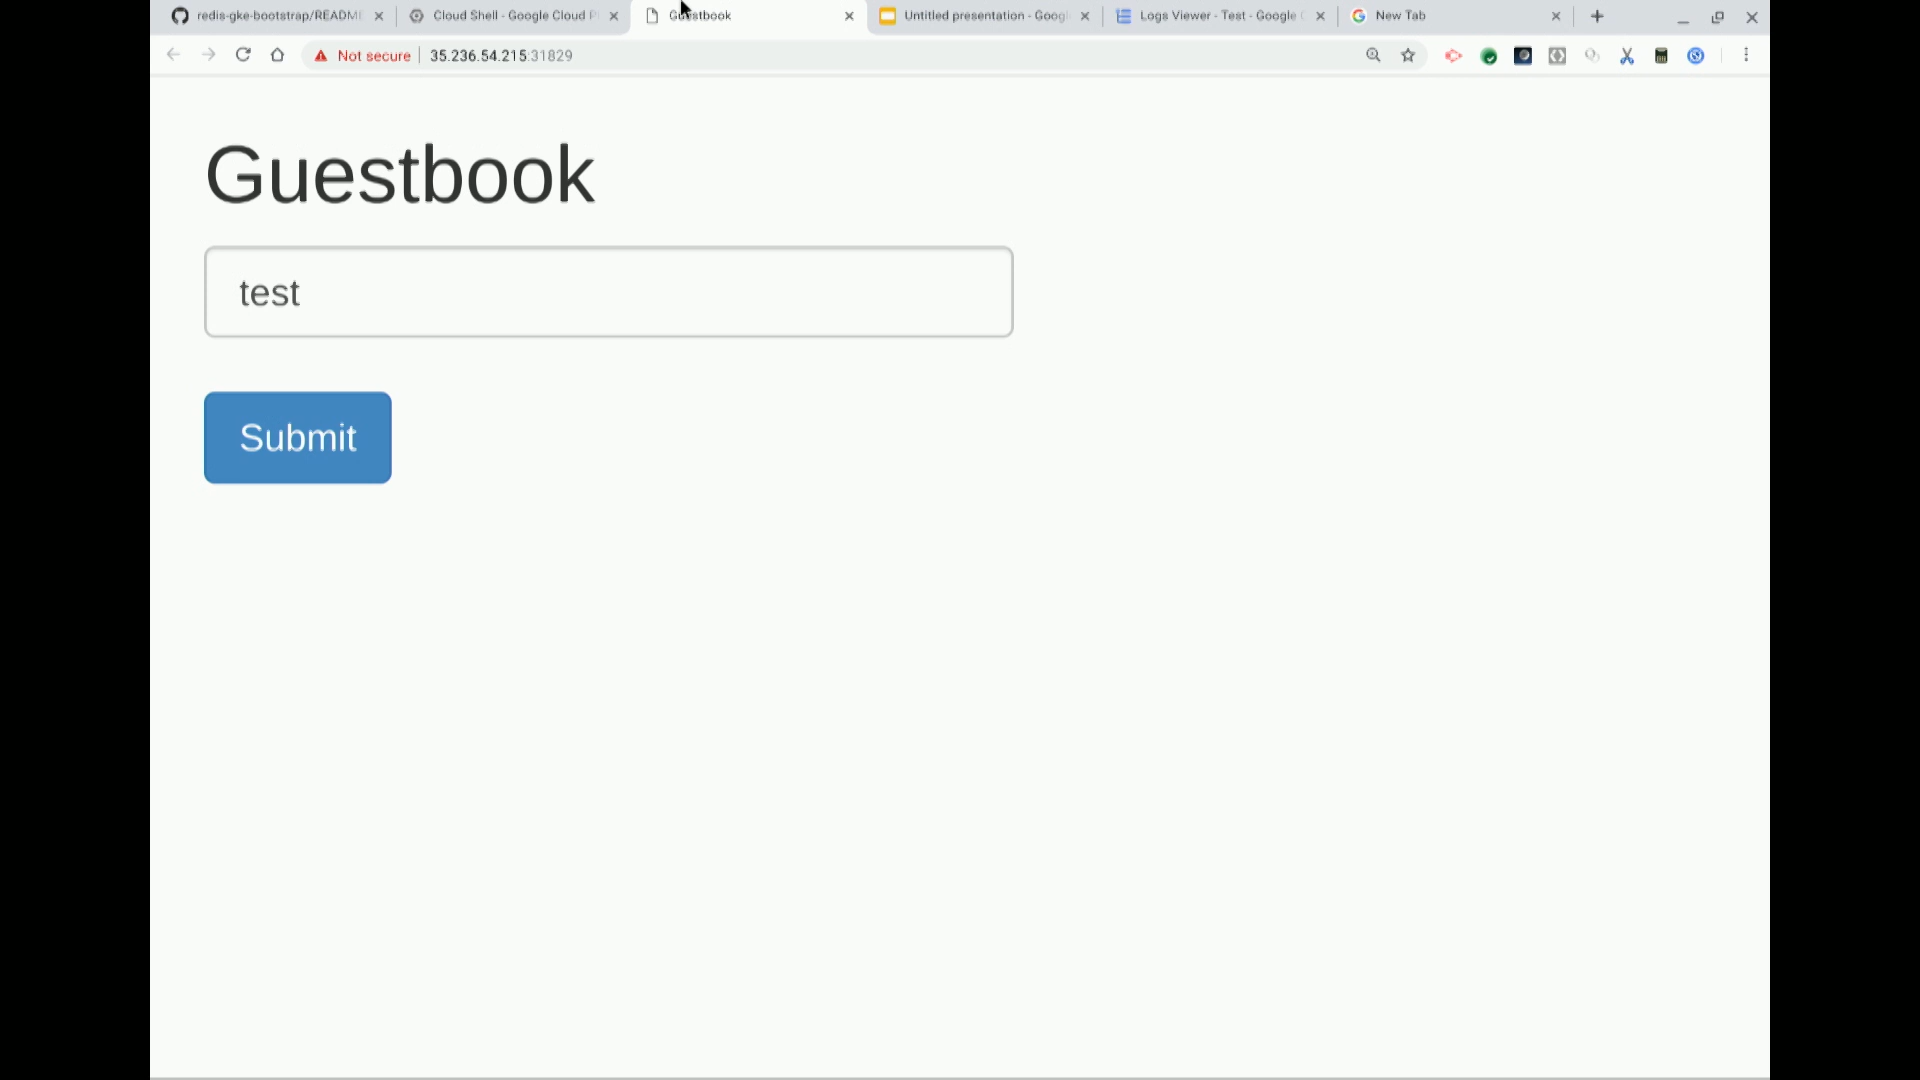 redis-gke-bootstrap/READM
Cloud Shell - Google Cloud P
Guestbook
Untitled presentation - Goog
Logs Viewer - Test - Google
New Tab
Not secure
35.236.54.215:31829
Guestbook
test
Submit